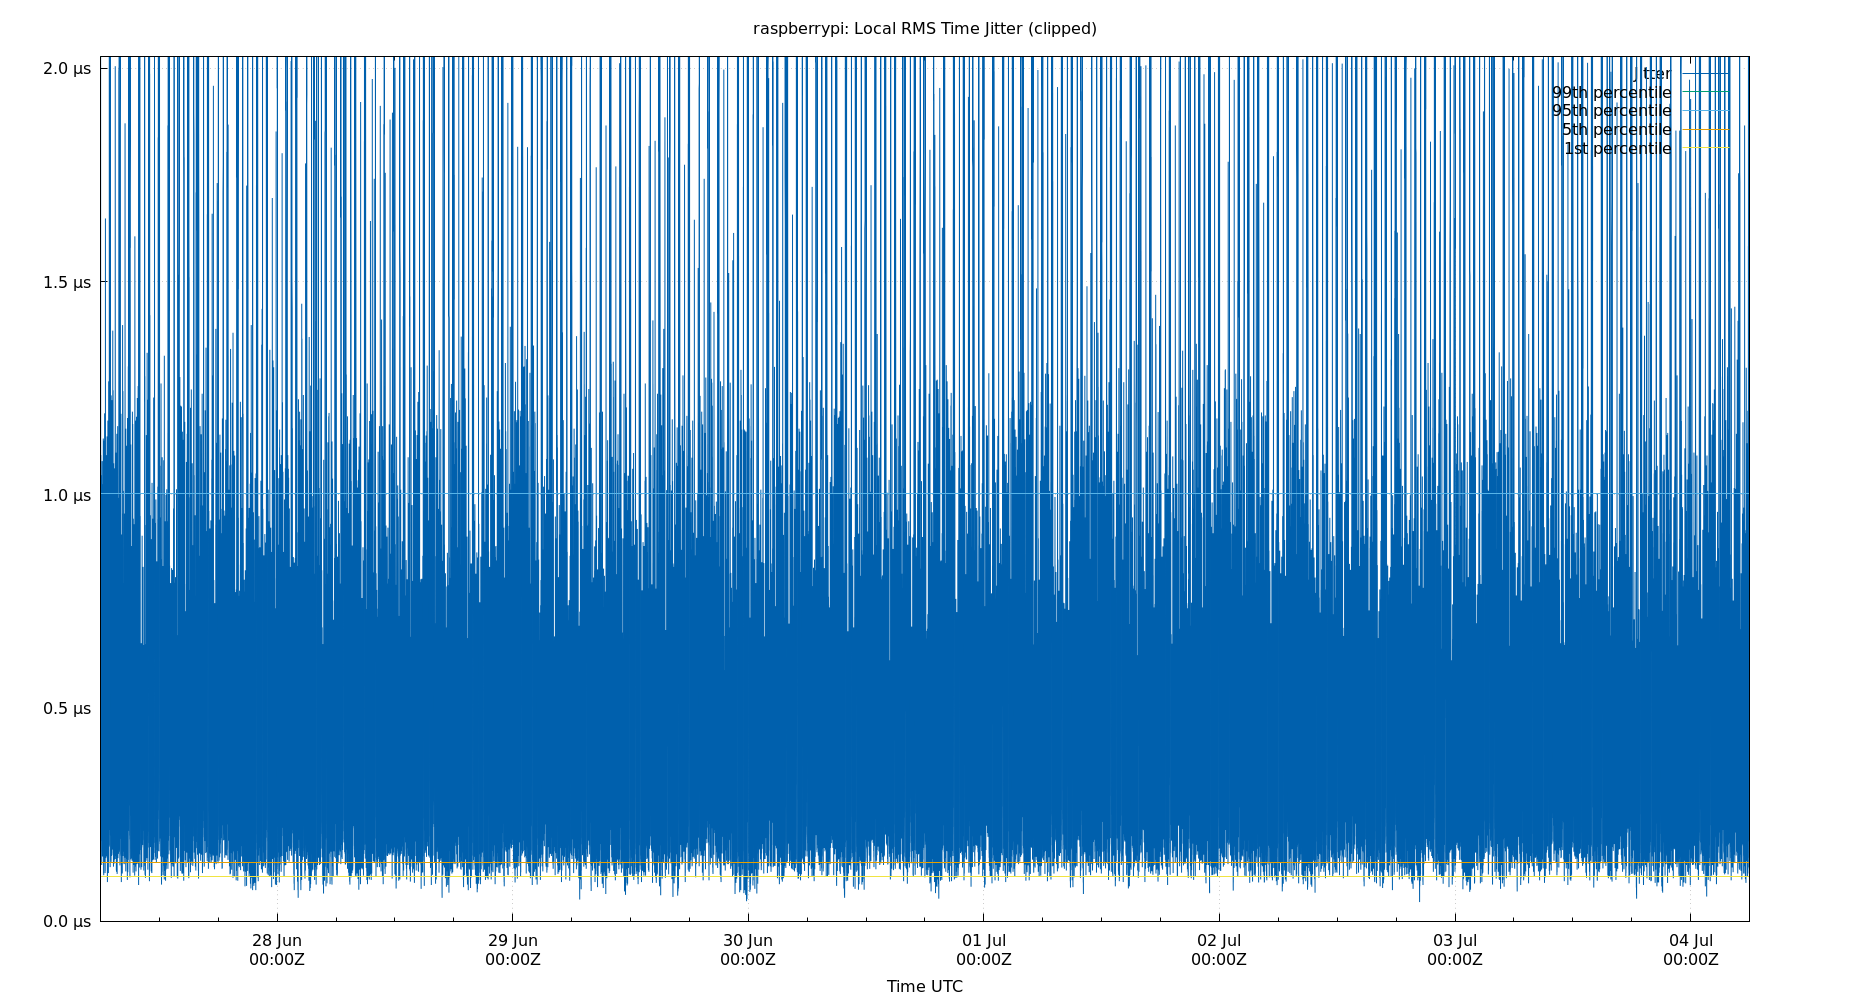 raspberrypi: Local RMS Time Jitter (clipped)
2.0 μs
1.5 μs
1.0 μs
0.5 μs
0.0 μs
Jitter
99th percentile
95th percentile
5th percentile
1st percentile
28 Jun 29 Jun 30 Jun 01 Jul 02 Jul 03 Jul 04 Jul
00:00Z 00:00Z 00:00Z 00:00Z 00:00Z 00:00Z 00:00Z
Time UTC